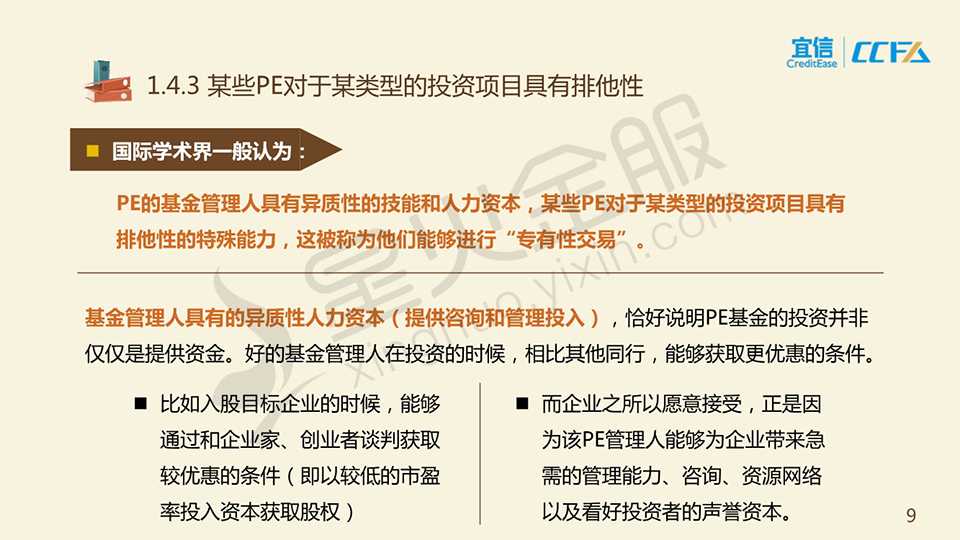 宜信
CreditEase
CCFA
1.4.3 某些PE对于某类型的投资项目具有排他性
国际学术界一般认为：
PE的基金管理人具有异质性的技能和人力资本，某些PE对于某类型的投资项目具有
排他性的特殊能力，这被称为他们能够进行“专有性交易”。
基金管理人具有的异质性人力资本（提供咨询和管理投入），恰好说明PE基金的投资并非
仅仅是提供资金。好的基金管理人在投资的时候，相比其他同行，能够获取更优惠的条件。
比如入股目标企业的时候，能够
通过和企业家、创业者谈判获取
较优惠的条件（即以较低的市盈
率投入资本获取股权）
而企业之所以愿意接受，正是因
为该PE管理人能够为企业带来急
需的管理能力、咨询、资源网络
以及看好投资者的声誉资本。
星火金服
xinghuo.yixin.com
9